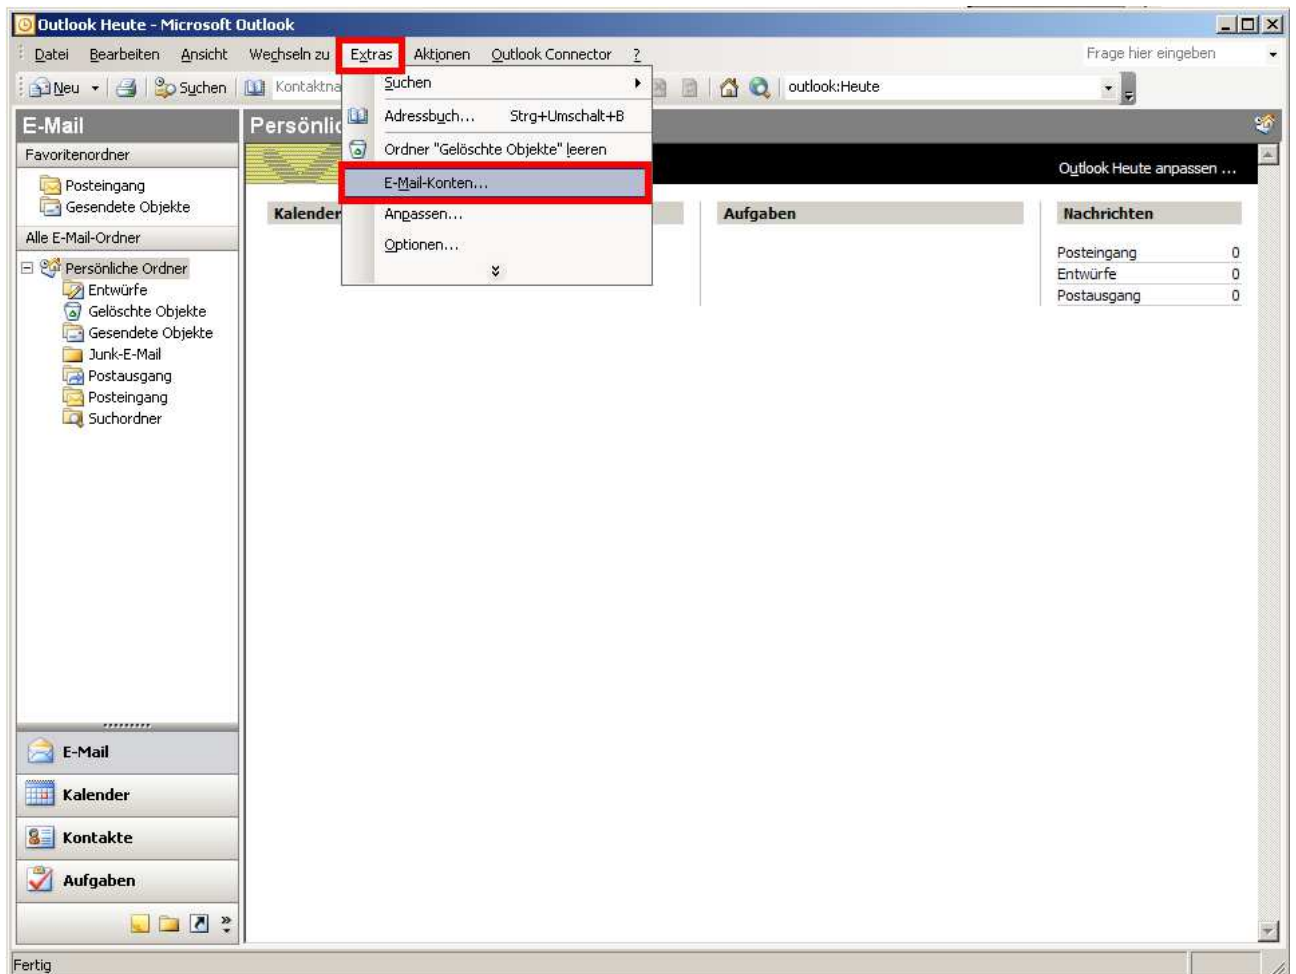 Outlook Heute - Microsoft Outlook
Datei Bearbeiten Ansicht Wechseln zu Extras Aktionen Outlook Connector ? Frage hier eingeben
Neu Suchen outlook:Heute
Suchen
Adressbuch... Strg+Umschalt+B
Ordner "Gelöschte Objekte" leeren
E-Mail-Konten...
Anpassen...
Optionen...
E-Mail
Favoritenordner
Posteingang
Gesendete Objekte
Alle E-Mail-Ordner
Persönliche Ordner
Entwürfe
Gelöschte Objekte
Gesendete Objekte
Junk-E-Mail
Postausgang
Posteingang
Suchordner
E-Mail
Kalender
Kontakte
Aufgaben
Outlook Heute anpassen ...
Kalender Aufgaben Nachrichten
Posteingang 0
Entwürfe 0
Postausgang 0
Fertig